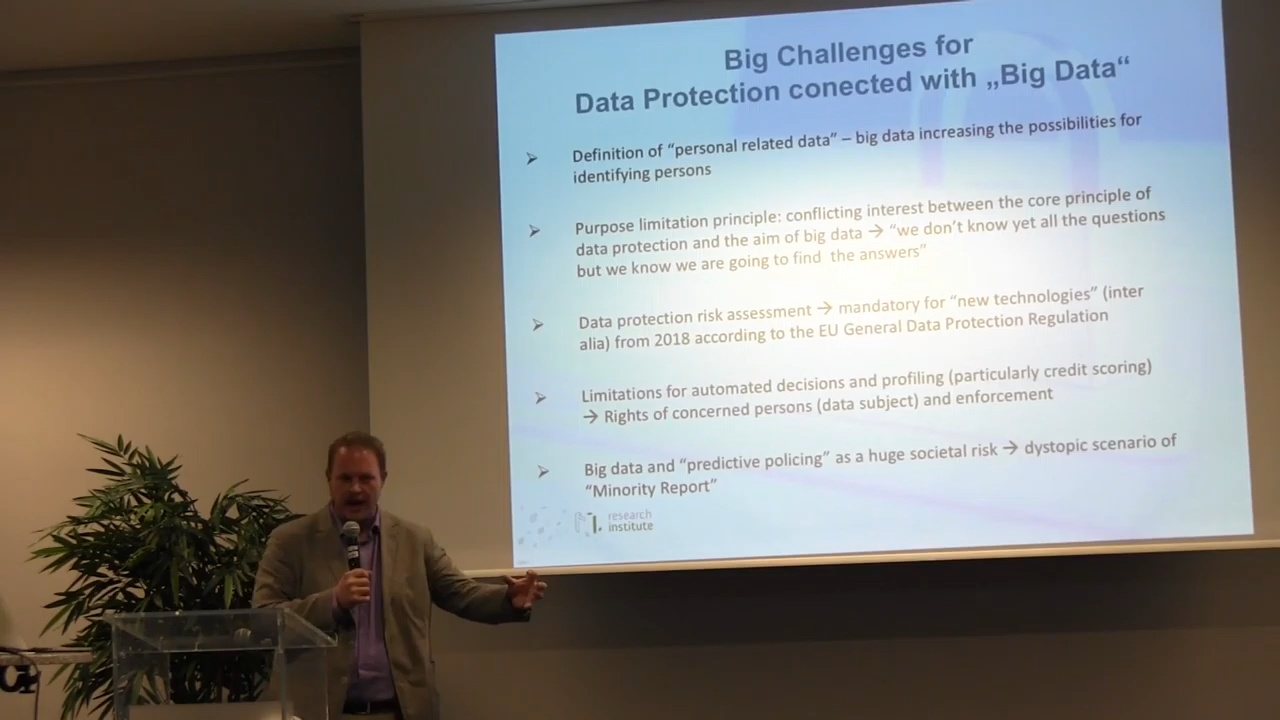 Big Challenges for
Data Protection conected with „Big Data“
Definition of “personal related data” – big data increasing the possibilities for
identifying persons
Purpose limitation principle: conflicting interest between the core principle of
data protection and the aim of big data → “we don’t know yet all the questions
but we know we are going to find the answers”
Data protection risk assessment → mandatory for “new technologies” (inter
alia) from 2018 according to the EU General Data Protection Regulation
Limitations for automated decisions and profiling (particularly credit scoring)
→ Rights of concerned persons (data subject) and enforcement
Big data and “predictive policing” as a huge societal risk → dystopic scenario of
“Minority Report”
research
institute